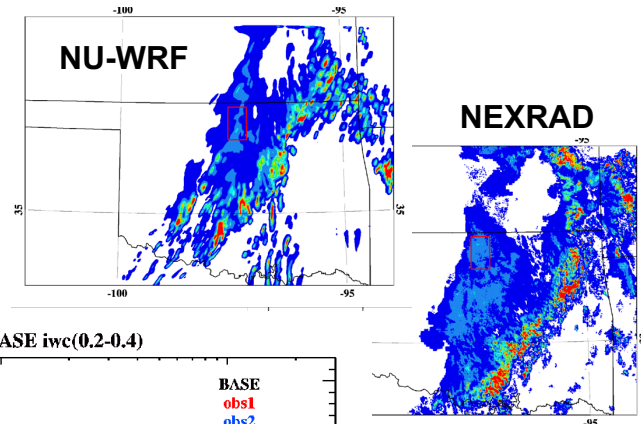 -100
-95
NU-WRF
35
35
-100
-95
NEXRAD
-95
-95
ASE iwc(0.2-0.4)
BASE
obs1
obs2